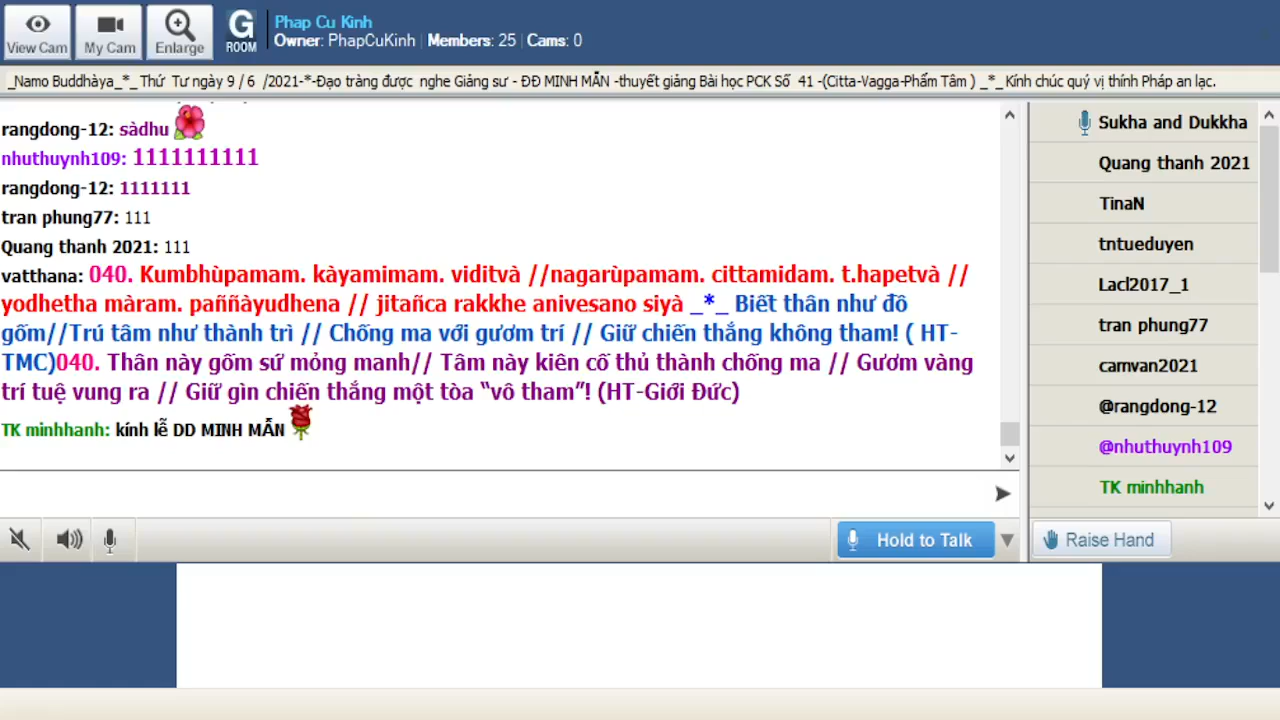 View Cam
My Cam
Enlarge
G
ROOM
Phap Cu Kinh
Owner: PhapCuKinh | Members: 25 | Cams: 0
_Namo Buddhàya_*_Thứ Tư ngày 9 / 6 /2021-*-Đạo tràng được nghe Giảng sư - ĐĐ MINH MẪN -thuyết giảng Bài học PCK Số 41 -(Citta-Vagga-Phẩm Tâm ) _*_Kính chúc quý vị thính Pháp an lạc.
rangdong-12: sàdhu
nhuthuynh109: 1111111111
rangdong-12: 1111111
tran phung77: 111
Quang thanh 2021: 111
vatthana: 040. Kumbhùpamam. kàyamimam. viditvà //nagarùpamam. cittamidam. t.hapetvà //
yodhetha màram. paññàyudhena // jitañca rakkhe anivesano siyà _*_ Biết thân như đồ
gốm//Trú tâm như thành trì // Chống ma với gươm trí // Giữ chiến thắng không tham! ( HT-
TMC)040. Thân này gốm sứ mỏng manh// Tâm này kiên cố thủ thành chống ma // Gươm vàng
trí tuệ vung ra // Giữ gìn chiến thắng một tòa “vô tham”! (HT-Giới Đức)
TK minhhanh: kính lễ DD MINH MẪN
Sukha and Dukkha
Quang thanh 2021
TinaN
tntueduyen
Lacl2017_1
tran phung77
camvan2021
@rangdong-12
@nhuthuynh109
TK minhhanh
Hold to Talk
Raise Hand